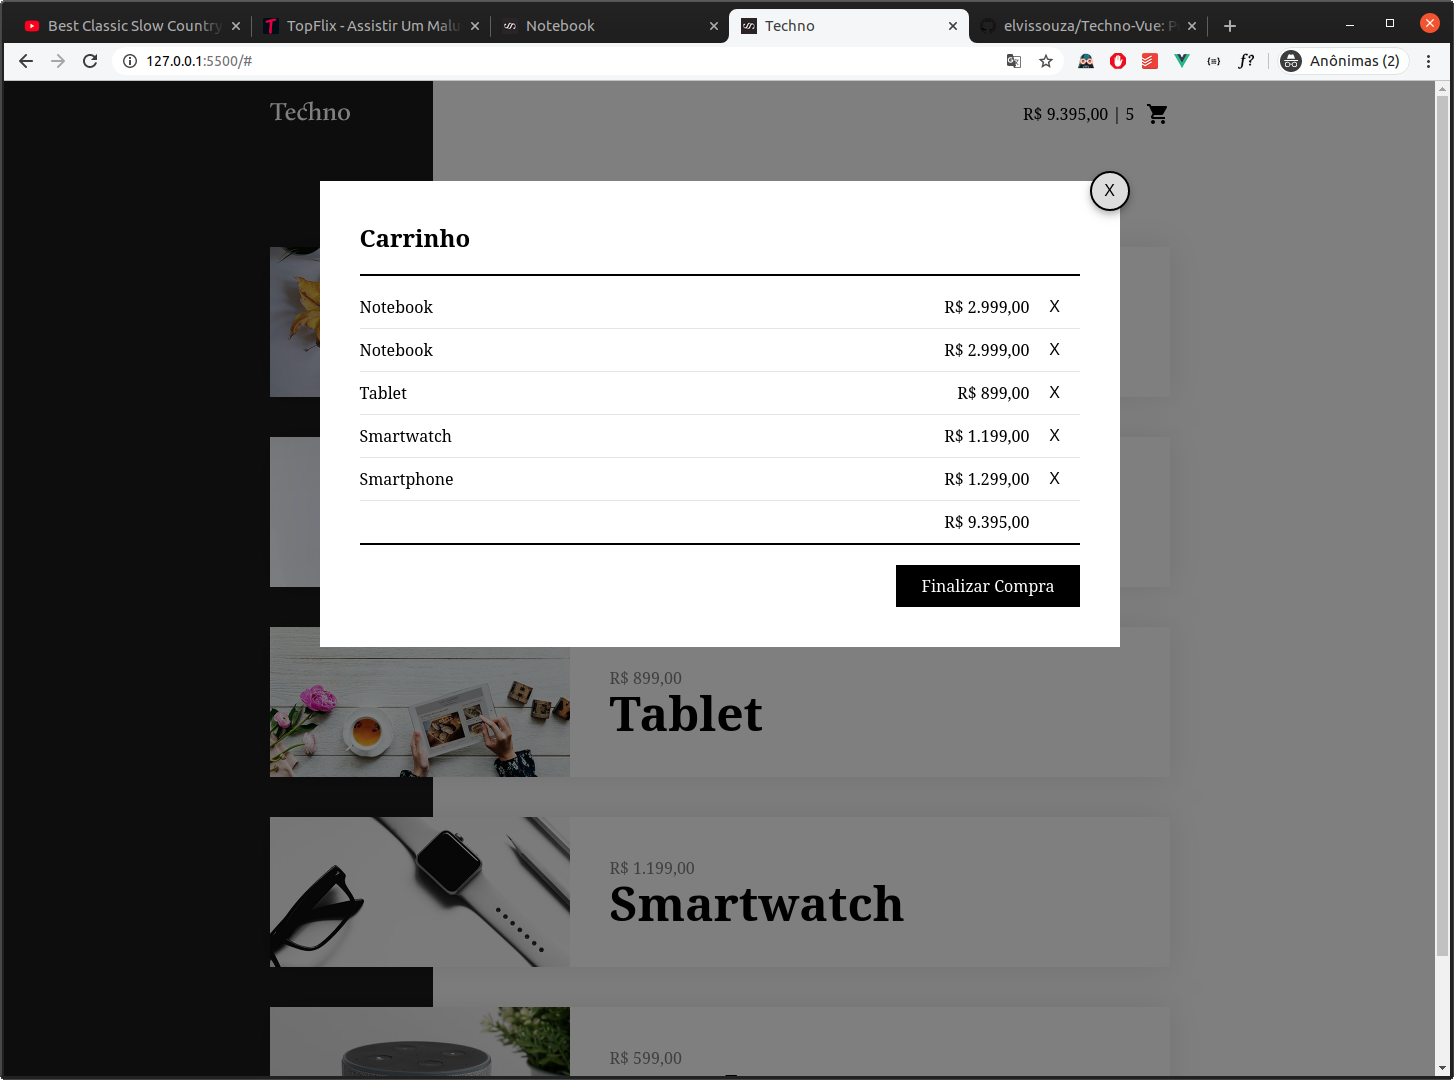 Best Classic Slow Country
TopFlix - Assistir Um Malu
Notebook
Techno
elvissouza/Techno-Vue: P
127.0.0.1:5500/#
Anônimas (2)
Techno
R$ 9.395,00 | 5
X
Carrinho
Notebook R$ 2.999,00 X
Notebook R$ 2.999,00 X
Tablet R$ 899,00 X
Smartwatch R$ 1.199,00 X
Smartphone R$ 1.299,00 X
R$ 9.395,00
Finalizar Compra
R$ 899,00
Tablet
R$ 1.199,00
Smartwatch
R$ 599,00